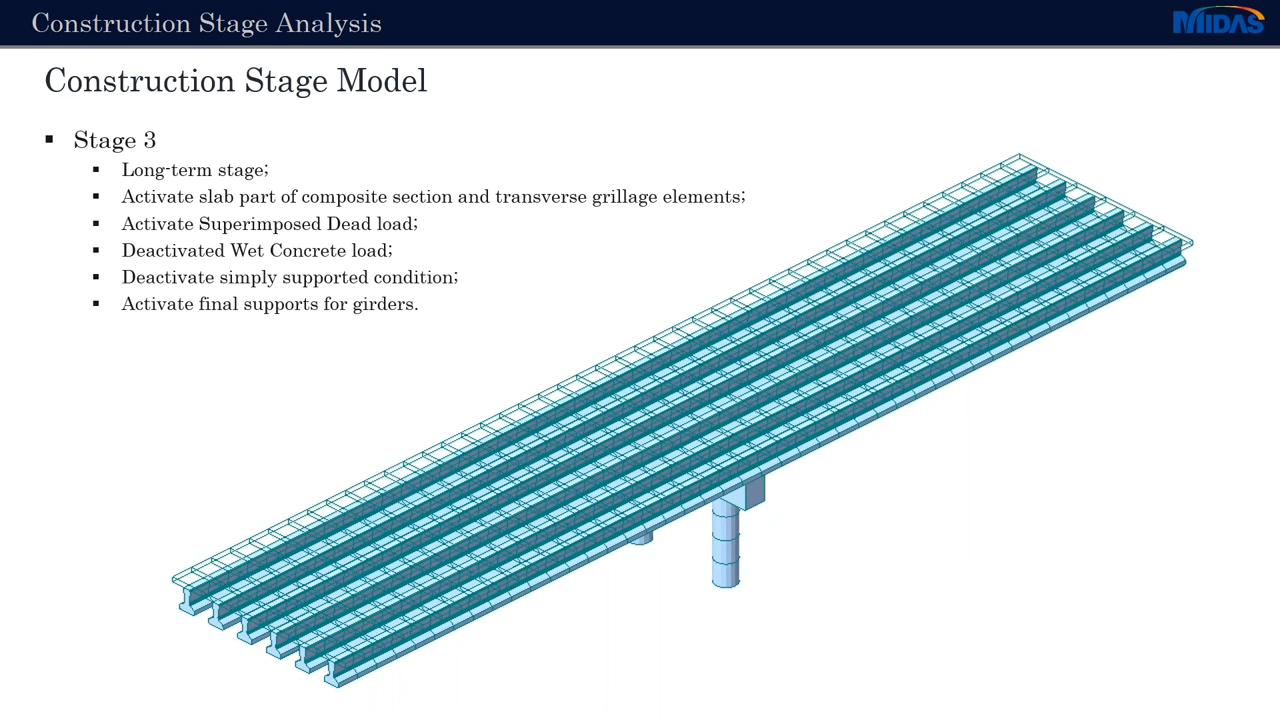 Construction Stage Analysis
MIDAS
Construction Stage Model
Stage 3
Long-term stage;
Activate slab part of composite section and transverse grillage elements;
Activate Superimposed Dead load;
Deactivated Wet Concrete load;
Deactivate simply supported condition;
Activate final supports for girders.